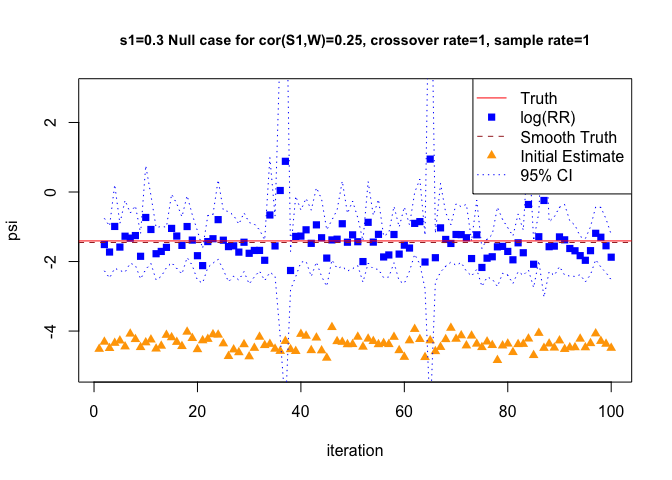 s1=0.3 Null case for cor(S1,W)=0.25, crossover rate=1, sample rate=1
Truth
log(RR)
Smooth Truth
Initial Estimate
95% CI
psi
2
0
-2
-4
0 20 40 60 80 100
iteration